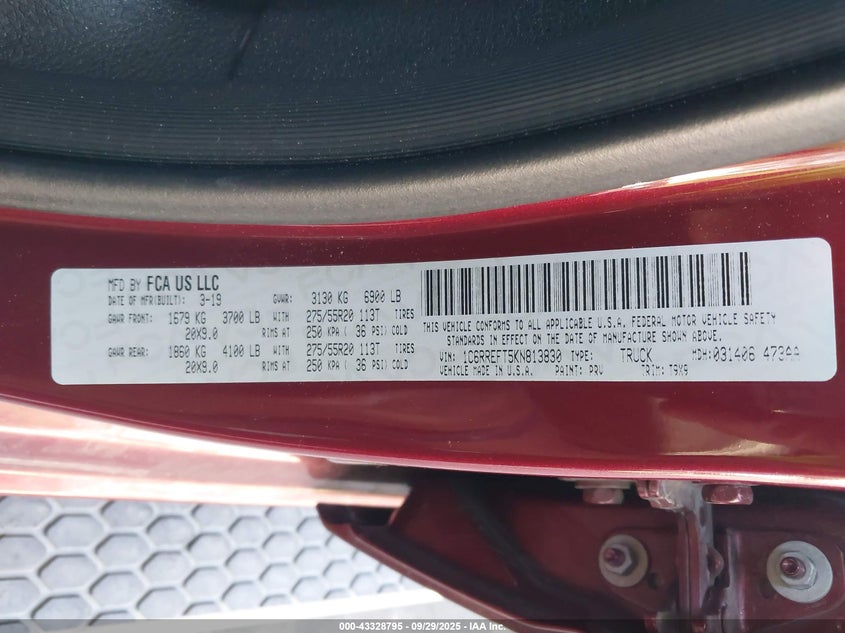 MFD BY FCA US LLC
DATE OF MFR(BUILT): 3-19 GVWR: 3130 KG 6900 LB
GAWR FRONT: 1679 KG 3700 LB WITH 275/55R20 113T TIRES
20X9.0 RIMS AT 250 KPA ( 36 PSI) COLD
GAWR REAR: 1860 KG 4100 LB WITH 275/55R20 113T TIRES
20X9.0 RIMS AT 250 KPA ( 36 PSI) COLD
THIS VEHICLE CONFORMS TO ALL APPLICABLE U.S.A. FEDERAL MOTOR VEHICLE SAFETY
STANDARDS IN EFFECT ON THE DATE OF MANUFACTURE SHOWN ABOVE.
VIN: 1C6RREFT5KN813830 TYPE: TRUCK MDH: 031406 473AA
VEHICLE MADE IN U.S.A. PAINT: PRV TRIM: T9X9
000-43328795 - 09/29/2025 - IAA Inc.